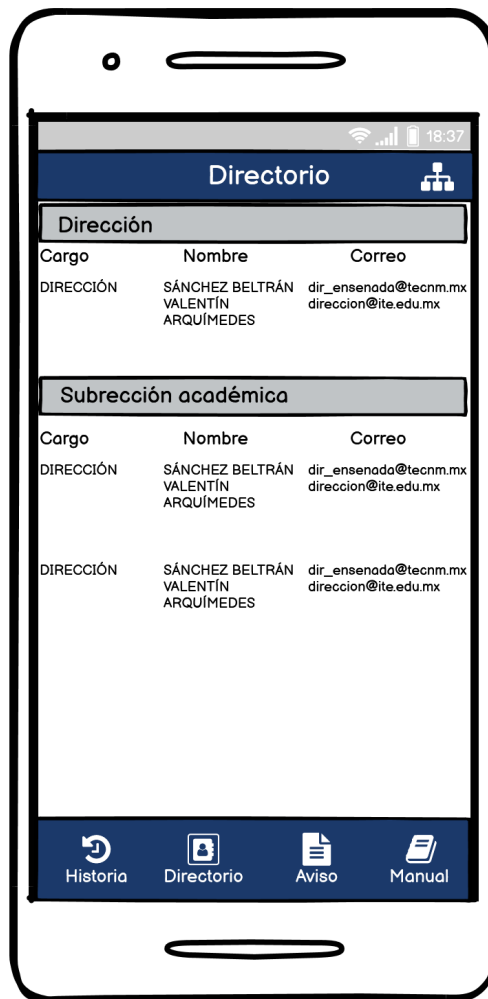 18:37
Directorio
Dirección
Cargo Nombre Correo
DIRECCIÓN SÁNCHEZ BELTRÁN dir_ensenada@tecnm.mx
VALENTÍN direccion@ite.edu.mx
ARQUÍMEDES
Subrección académica
Cargo Nombre Correo
DIRECCIÓN SÁNCHEZ BELTRÁN dir_ensenada@tecnm.mx
VALENTÍN direccion@ite.edu.mx
ARQUÍMEDES
DIRECCIÓN SÁNCHEZ BELTRÁN dir_ensenada@tecnm.mx
VALENTÍN direccion@ite.edu.mx
ARQUÍMEDES
Historia Directorio Aviso Manual